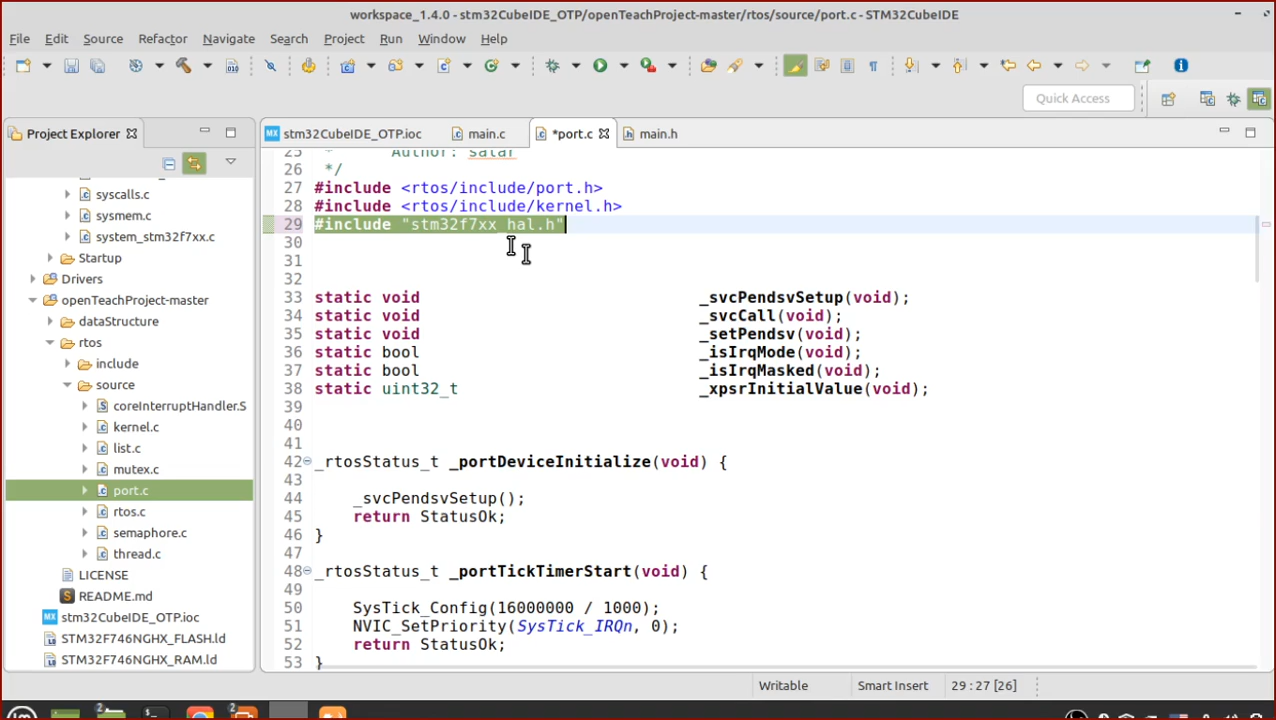 workspace_1.4.0 - stm32CubeIDE_OTP/openTeachProject-master/rtos/source/port.c - STM32CubeIDE
File Edit Source Refactor Navigate Search Project Run Window Help
Quick Access
Project Explorer
stm32CubeIDE_OTP.ioc main.c *port.c main.h
syscalls.c
sysmem.c
system_stm32f7xx.c
Startup
Drivers
openTeachProject-master
dataStructure
rtos
include
source
coreInterruptHandler.S
kernel.c
list.c
mutex.c
port.c
rtos.c
semaphore.c
thread.c
LICENSE
README.md
stm32CubeIDE_OTP.ioc
STM32F746NGHX_FLASH.ld
STM32F746NGHX_RAM.ld
25 * Author: satar
26 */
27 #include <rtos/include/port.h>
28 #include <rtos/include/kernel.h>
29 #include "stm32f7xx_hal.h"
30
31
32
33 static void _svcPendsvSetup(void);
34 static void _svcCall(void);
35 static void _setPendsv(void);
36 static bool _isIrqMode(void);
37 static bool _isIrqMasked(void);
38 static uint32_t _xpsrInitialValue(void);
39
40
41
42 _rtosStatus_t _portDeviceInitialize(void) {
43
44 _svcPendsvSetup();
45 return StatusOk;
46 }
47
48 _rtosStatus_t _portTickTimerStart(void) {
49
50 SysTick_Config(16000000 / 1000);
51 NVIC_SetPriority(SysTick_IRQn, 0);
52 return StatusOk;
53 }
Writable Smart Insert 29 : 27 [26]